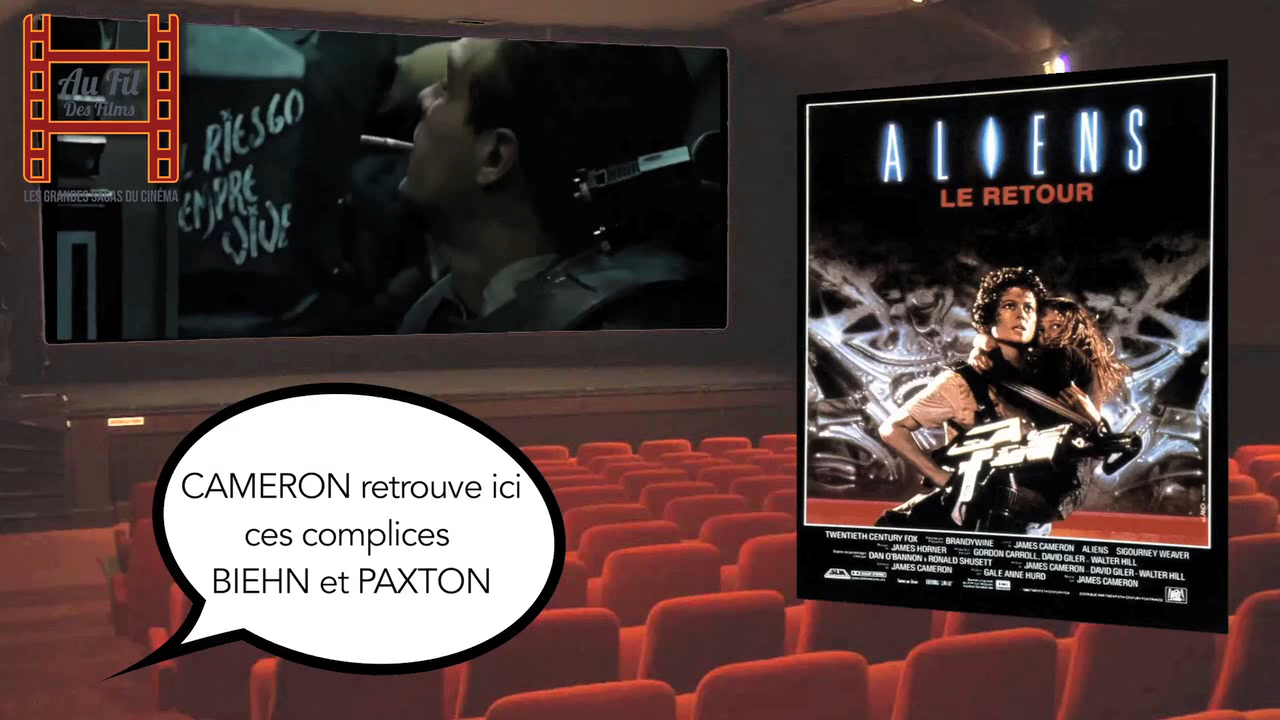 Au Fil
Des Films
LES GRANDES SAGAS DU CINÉMA
RIESGO
SIEMPRE
VIVE
ALIENS
LE RETOUR
TWENTIETH CENTURY FOX BRANDYWINE JAMES CAMERON ALIENS SIGOURNEY WEAVER
JAMES HORNER GORDON CARROLL, DAVID GILER WALTER HILL
DAN O'BANNON RONALD SHUSETT JAMES CAMERON DAVID GILER WALTER HILL
JAMES CAMERON GALE ANNE HURD JAMES CAMERON
CAMERON retrouve ici
ces complices
BIEHN et PAXTON